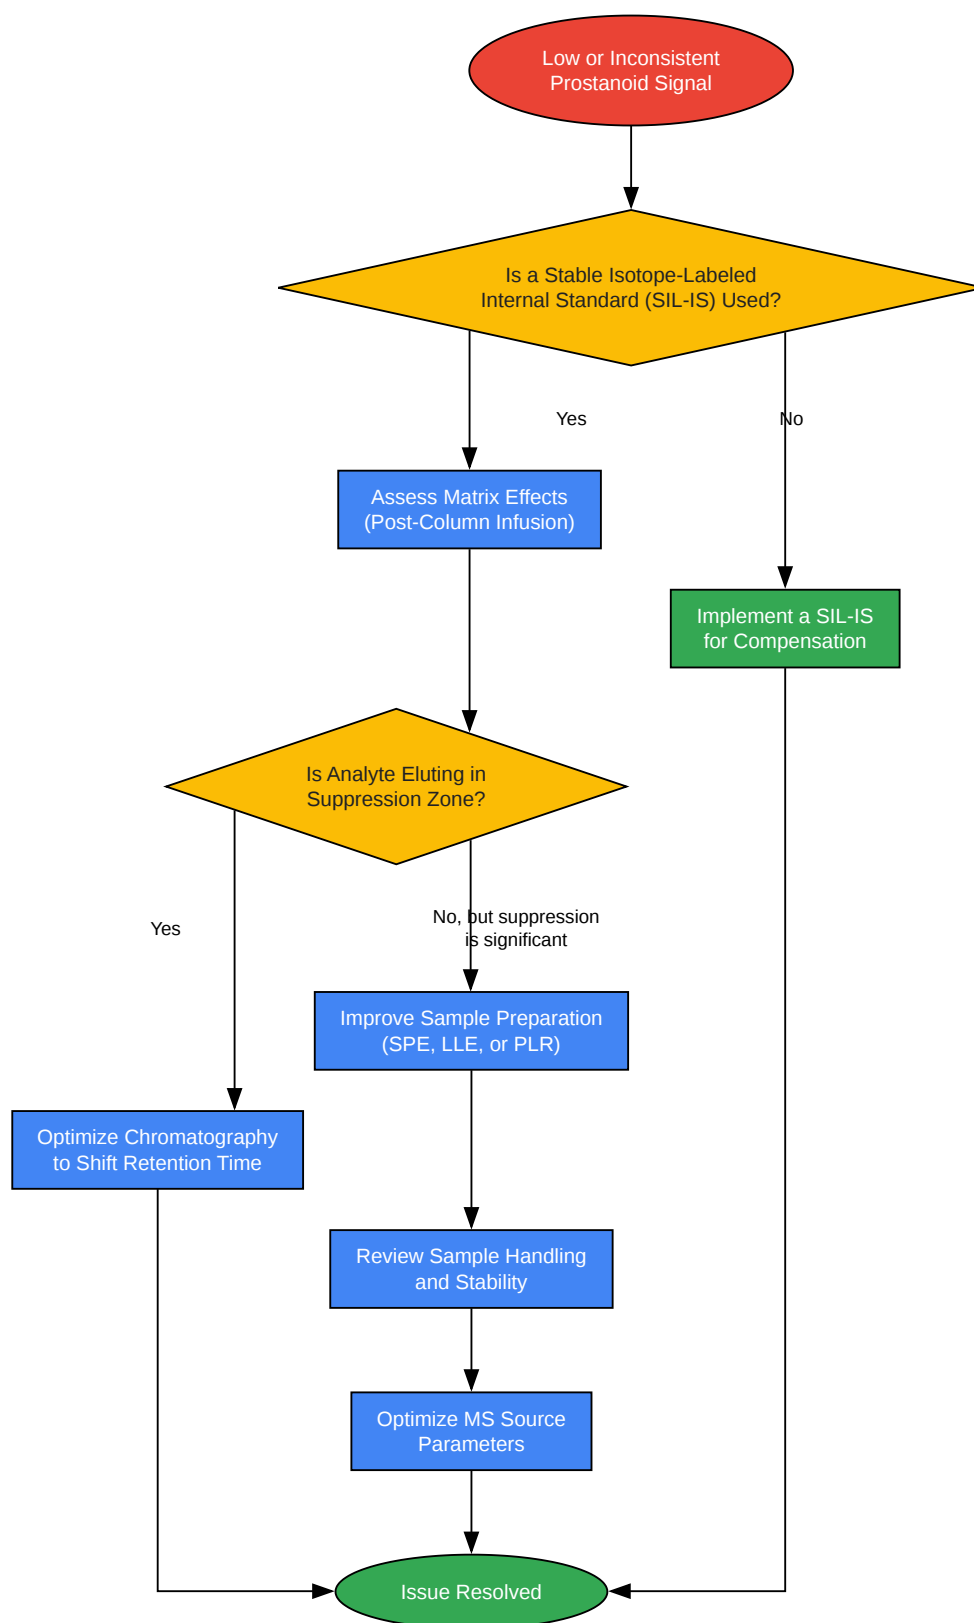 Low or Inconsistent
Prostanoid Signal
Is a Stable Isotope-Labeled
Internal Standard (SIL-IS) Used?
Yes
No
Assess Matrix Effects
(Post-Column Infusion)
Implement a SIL-IS
for Compensation
Is Analyte Eluting in
Suppression Zone?
Yes
No, but suppression
is significant
Improve Sample Preparation
(SPE, LLE, or PLR)
Optimize Chromatography
to Shift Retention Time
Review Sample Handling
and Stability
Optimize MS Source
Parameters
Issue Resolved